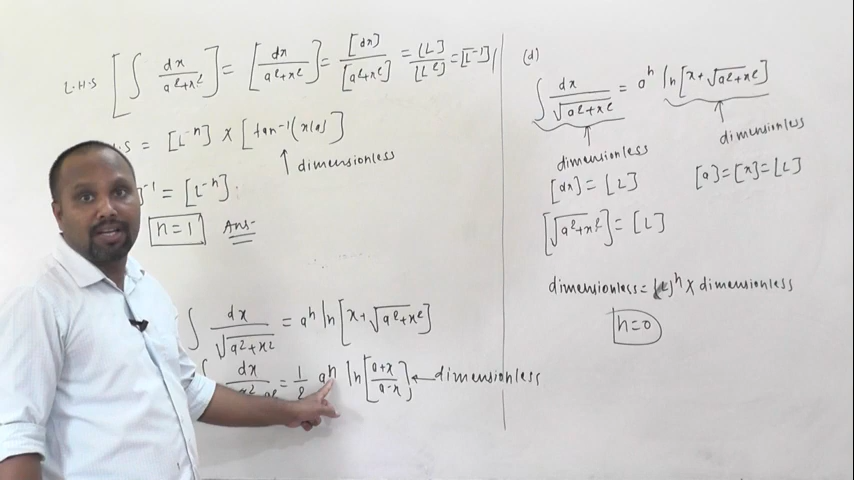 L.H.S [∫ dx/(a²+x²)] = [dx/(a²+x²)] = [dx]/[a²+x²] = [L]/[L²] = [L⁻¹]
.S = [L⁻ⁿ] × [tan⁻¹(x/a)]
↑ dimensionless
]⁻¹ = [L⁻ⁿ]
n=1 Ans-
∫ dx/√(a²+x²) = aⁿ ln[x+√(a²+x²)]
dx/ = 1/2 aⁿ ln[(a+x)/(a-x)] ← dimensionless
(d)
∫ dx/√(a²+x²) = aⁿ ln[x+√(a²+x²)]
dimensionless
dimensionless
[dx] = [L]
[a]=[x]=[L]
[√(a²+x²)] = [L]
dimensionless = [L]ⁿ × dimensionless
n=0